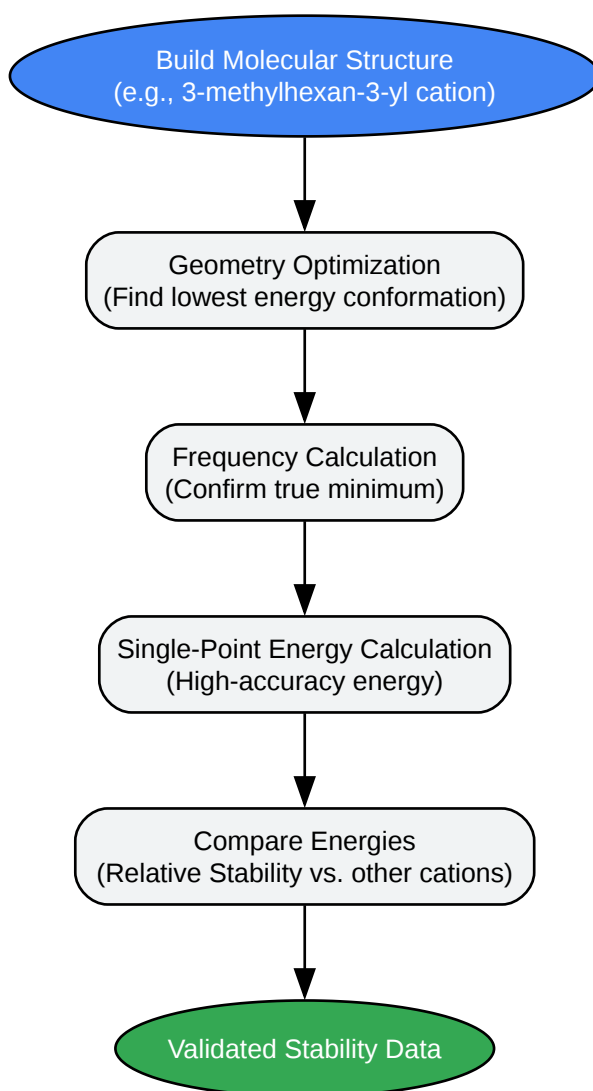 Build Molecular Structure
(e.g., 3-methylhexan-3-yl cation)
Geometry Optimization
(Find lowest energy conformation)
Frequency Calculation
(Confirm true minimum)
Single-Point Energy Calculation
(High-accuracy energy)
Compare Energies
(Relative Stability vs. other cations)
Validated Stability Data